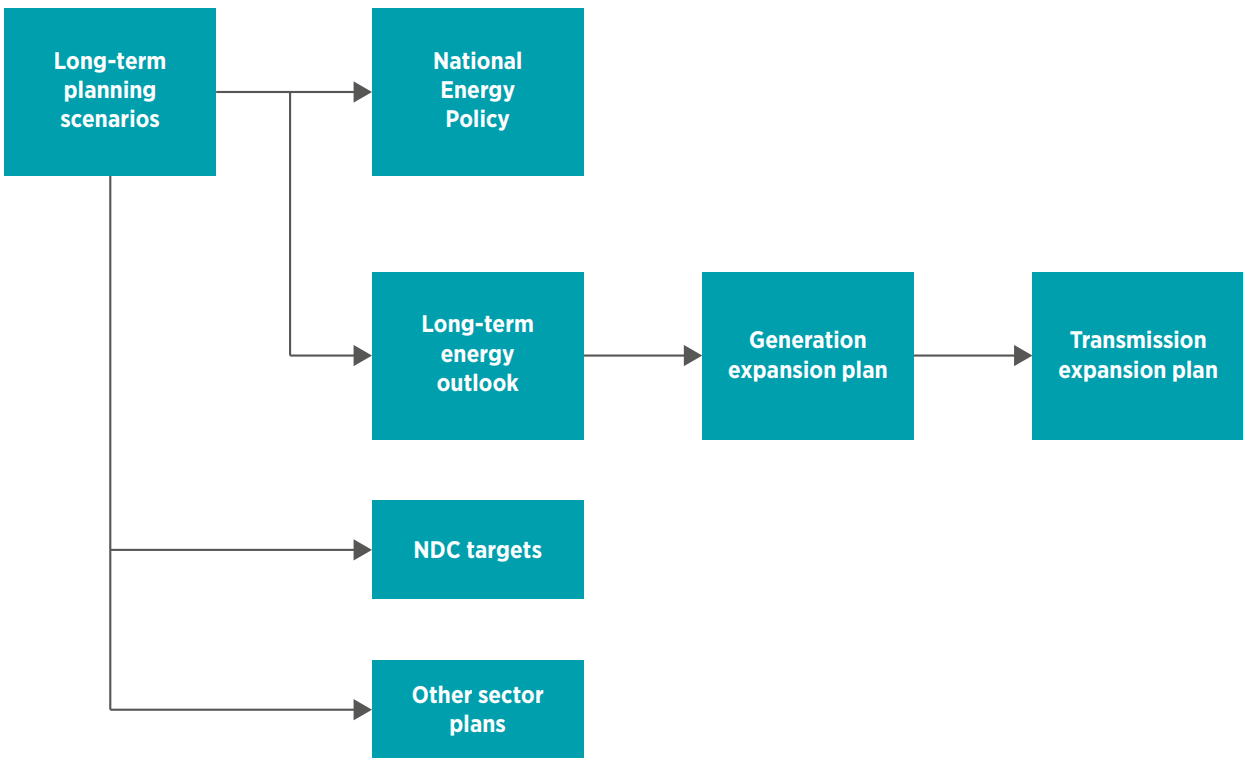 Long-term
planning
scenarios
National
Energy
Policy
Long-term
energy
outlook
Generation
expansion plan
Transmission
expansion plan
NDC targets
Other sector
plans